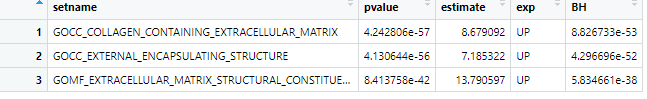 setname pvalue estimate exp BH
1 GOCC_COLLAGEN_CONTAINING_EXTRACELLULAR_MATRIX 4.242806e-57 8.679092 UP 8.826733e-53
2 GOCC_EXTERNAL_ENCAPSULATING_STRUCTURE 4.130644e-56 7.185322 UP 4.296696e-52
3 GOMF_EXTRACELLULAR_MATRIX_STRUCTURAL_CONSTITUE... 8.413758e-42 13.790597 UP 5.834661e-38